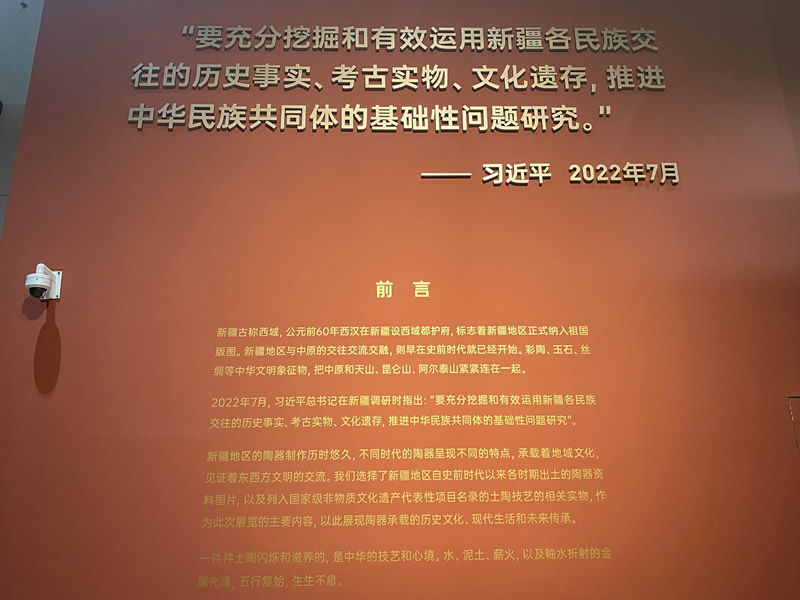 “要充分挖掘和有效运用新疆各民族交
往的历史事实、考古实物、文化遗存，推进
中华民族共同体的基础性问题研究。”
—— 习近平 2022年7月
前 言
新疆古称西域，公元前60年西汉在新疆设西域都护府，标志着新疆地区正式纳入祖国
版图。新疆地区与中原的交往交流交融，则早在史前时代就已经开始。彩陶、玉石、丝
绸等中华文明象征物，把中原和天山、昆仑山、阿尔泰山紧紧连在一起。
2022年7月，习近平总书记在新疆调研时指出：“要充分挖掘和有效运用新疆各民族
交往的历史事实、考古实物、文化遗存，推进中华民族共同体的基础性问题研究”。
新疆地区的陶器制作历时悠久，不同时代的陶器呈现不同的特点，承载着地域文化，
见证着东西方文明的交流。我们选择了新疆地区自史前时代以来各时期出土的陶器资
料图片，以及列入国家级非物质文化遗产代表性项目名录的土陶技艺的相关实物，作
为此次展览的主要内容，以此展现陶器承载的历史文化、现代生活和未来传承。
一件件土陶闪烁和滋养的，是中华的技艺和心境。水、泥土、薪火，以及釉水折射的金
属光泽，五行复始，生生不息。